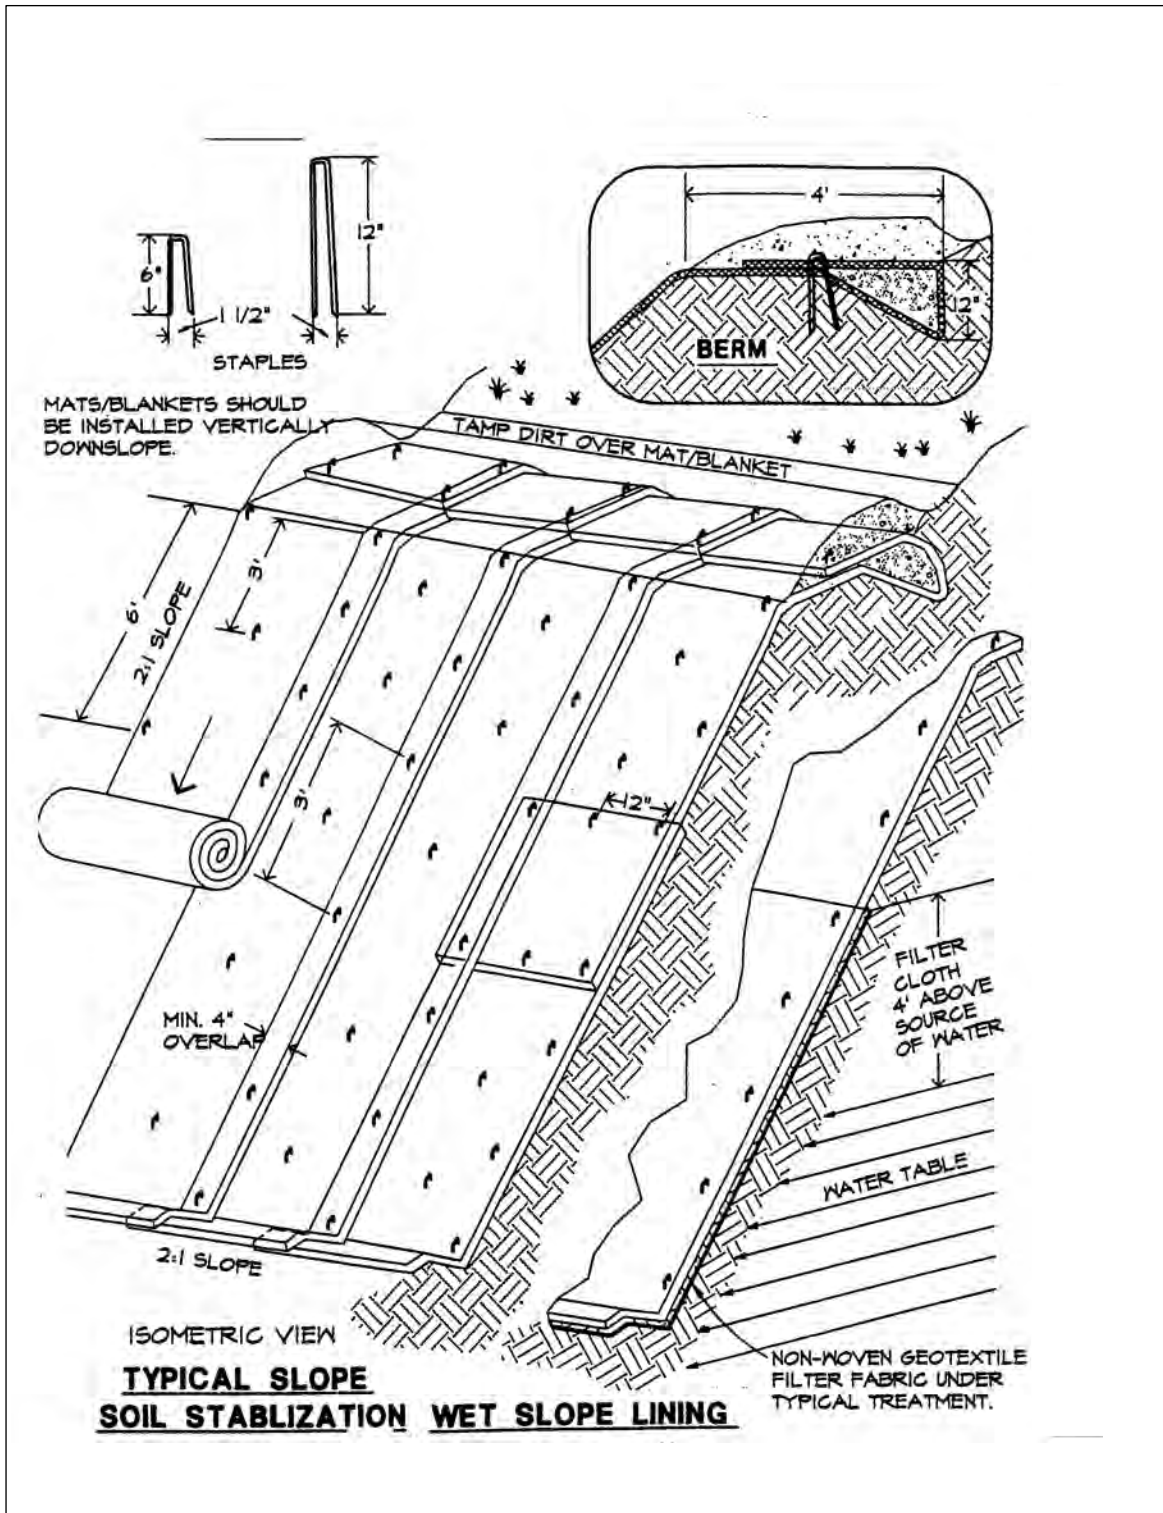 6"
12"
1 1/2"
STAPLES
4'
12"
BERM
MATS/BLANKETS SHOULD
BE INSTALLED VERTICALLY
DOWNSLOPE.
TAMP DIRT OVER MAT/BLANKET
6'
3'
2:1 SLOPE
3'
12"
MIN. 4"
OVERLAP
FILTER
CLOTH
4' ABOVE
SOURCE
OF WATER
WATER TABLE
2:1 SLOPE
ISOMETRIC VIEW
TYPICAL SLOPE
SOIL STABLIZATION
WET SLOPE LINING
NON-WOVEN GEOTEXTILE
FILTER FABRIC UNDER
TYPICAL TREATMENT.